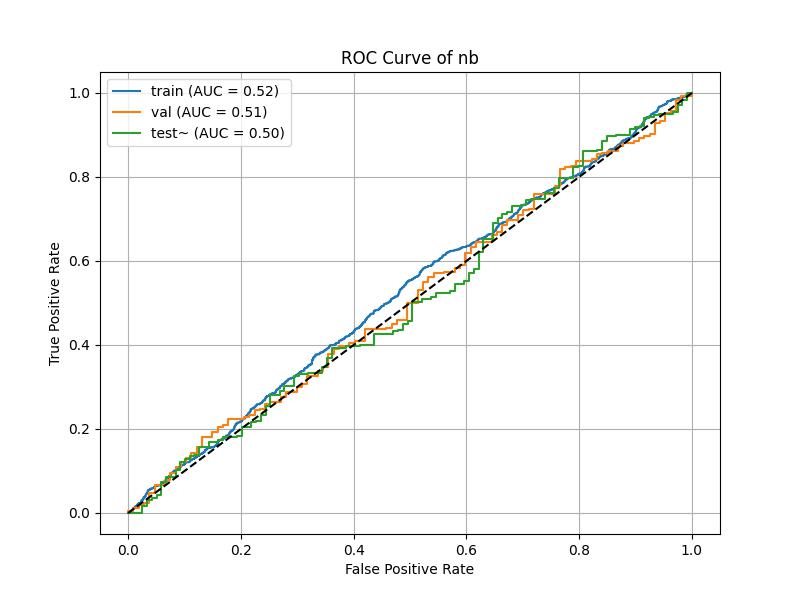 ROC Curve of nb
train (AUC = 0.52)
val (AUC = 0.51)
test~ (AUC = 0.50)
True Positive Rate
1.0
0.8
0.6
0.4
0.2
0.0
0.0 0.2 0.4 0.6 0.8 1.0
False Positive Rate